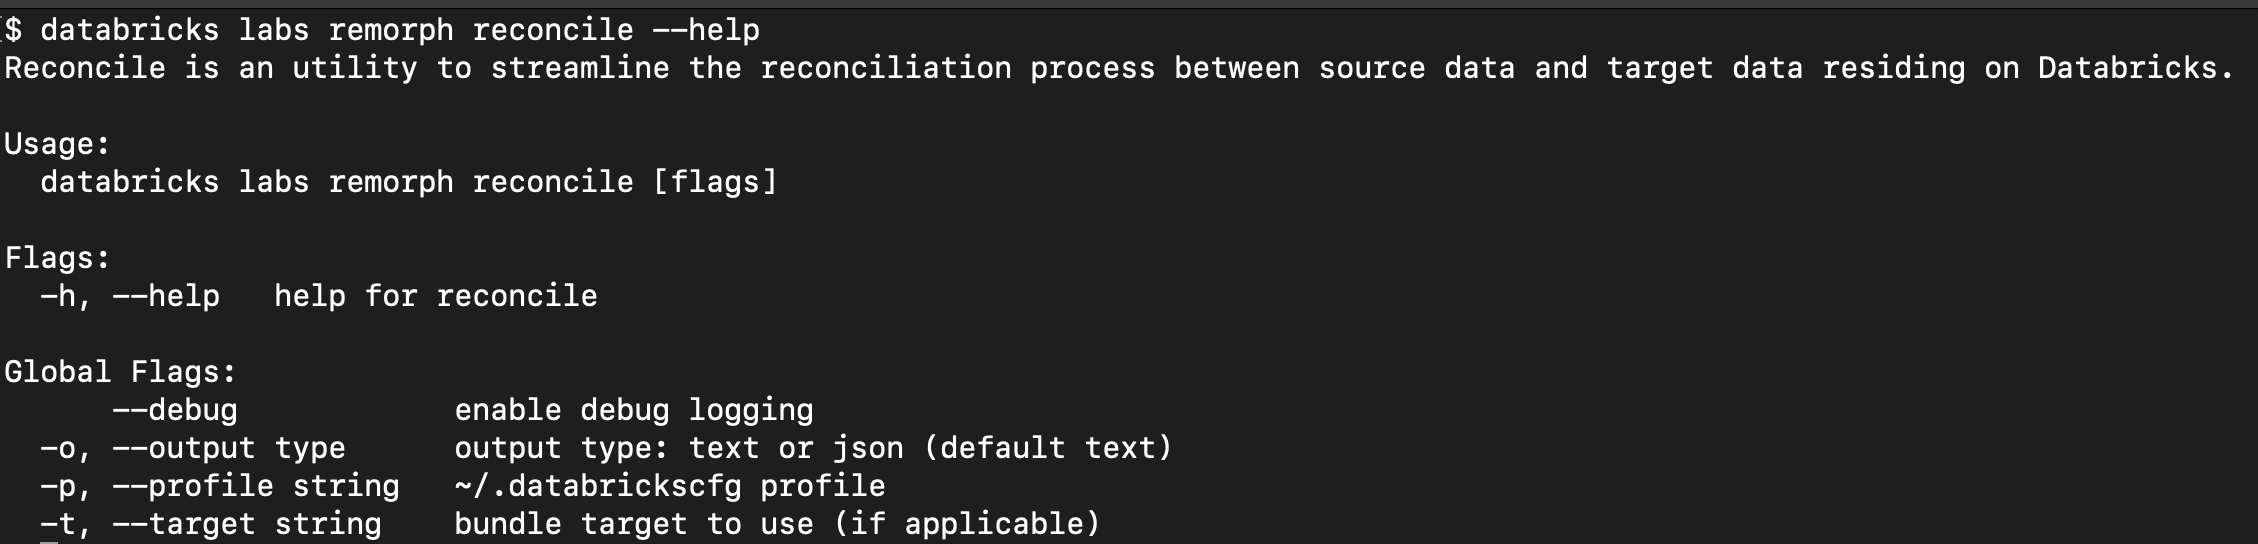 $ databricks labs remorph reconcile --help
Reconcile is an utility to streamline the reconciliation process between source data and target data residing on Databricks.
Usage:
databricks labs remorph reconcile [flags]
Flags:
-h, --help help for reconcile
Global Flags:
--debug enable debug logging
-o, --output type output type: text or json (default text)
-p, --profile string ~/.databrickscfg profile
-t, --target string bundle target to use (if applicable)